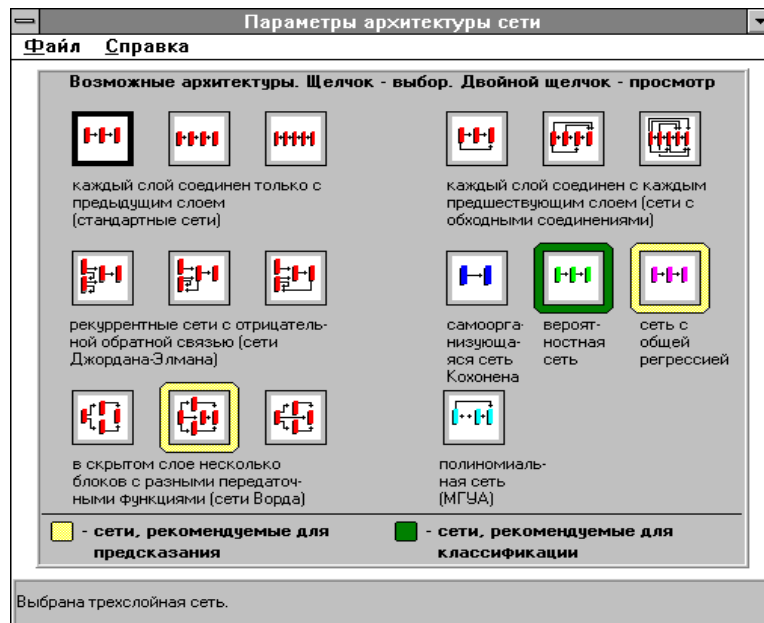 Параметры архитектуры сети
Файл Справка
Возможные архитектуры. Щелчок - выбор. Двойной щелчок - просмотр
каждый слой соединен только с
предыдущим слоем
(стандартные сети)
каждый слой соединен с каждым
предшествующим слоем (сети с
обходными соединениями)
рекуррентные сети с отрицатель-
ной обратной связью (сети
Джордана-Элмана)
самоорга-
низующа-
яся сеть
Кохонена
вероят-
ностная
сеть
сеть с
общей
регрессией
в скрытом слое несколько
блоков с разными передаточ-
ными функциями (сети Ворда)
полиномиаль-
ная сеть
(МГУА)
- сети, рекомендуемые для
предсказания
- сети, рекомендуемые для
классификации
Выбрана трехслойная сеть.